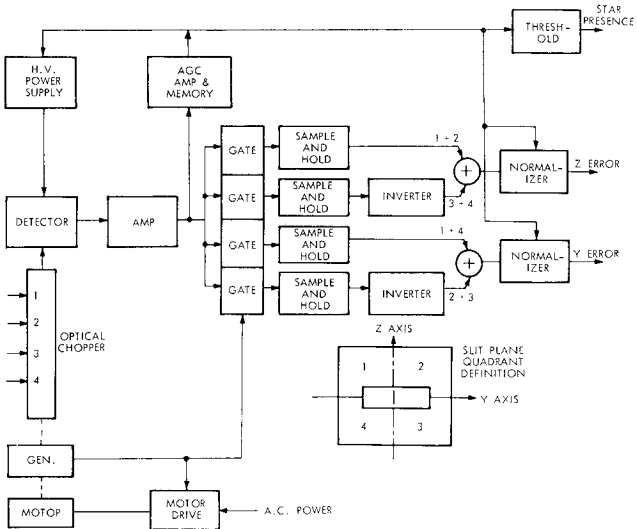 STAR
PRESENCE
THRESH-
OLD
H.V.
POWER
SUPPLY
AGC
AMP &
MEMORY
GATE
SAMPLE
AND
HOLD
1 + 2
NORMAL-
IZER
Z ERROR
GATE
SAMPLE
AND
HOLD
INVERTER
3 + 4
+
DETECTOR
AMP
GATE
SAMPLE
AND
HOLD
1 + 4
NORMAL-
IZER
Y ERROR
GATE
SAMPLE
AND
HOLD
INVERTER
2 + 3
+
1
2
3
4
OPTICAL
CHOPPER
Z AXIS
SLIT PLANE
QUADRANT
DEFINITION
1
2
Y AXIS
4
3
GEN.
MOTOP
MOTOR
DRIVE
A.C. POWER